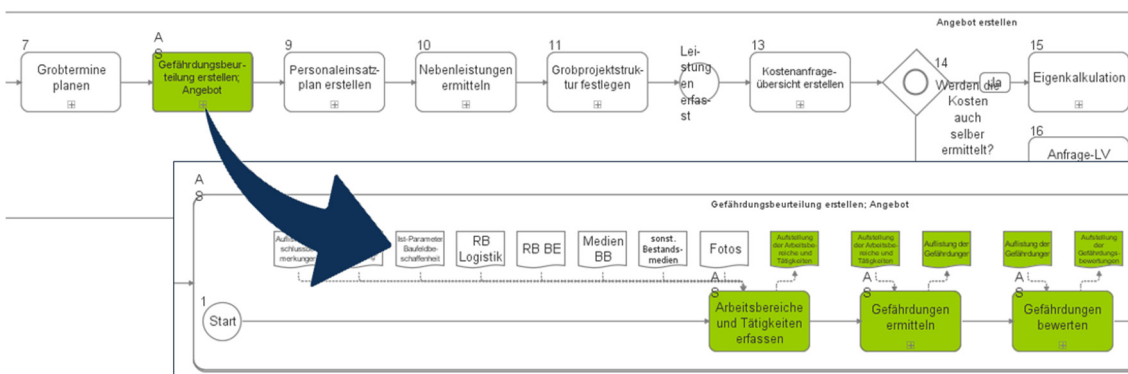 Angebot erstellen
7
Grobtermine
planen
A
S
Gefährdungsbeur-
teilung erstellen;
Angebot
9
Personaleinsatz-
plan erstellen
10
Nebenleistungen
ermitteln
11
Grobprojektstruk-
tur festlegen
Lei-
stung
en
erfas-
st
13
Kostenanfrage-
übersicht erstellen
14
Werden die
Kosten
auch
selber
ermittelt?
Ja
15
Eigenkalkulation
16
Anfrage-LV
A
S
Gefährdungsbeurteilung erstellen; Angebot
Ist-Parameter
Baufeldbe-
schaffenheit
RB
Logistik
RB BE
Medien
BB
sonst.
Bestands-
medien
Fotos
Aufstellung
der Arbeitsbe-
reiche und
Tätigkeiten
Aufstellung
der Arbeitsbe-
reiche und
Tätigkeiten
Auflistung der
Gefährdunger
Auflistung der
Gefährdunger
Aufstellung
der
Gefährdungs-
bewertungen
1
Start
A
S
Arbeitsbereiche
und Tätigkeiten
erfassen
A
S
Gefährdungen
ermitteln
A
S
Gefährdungen
bewerten